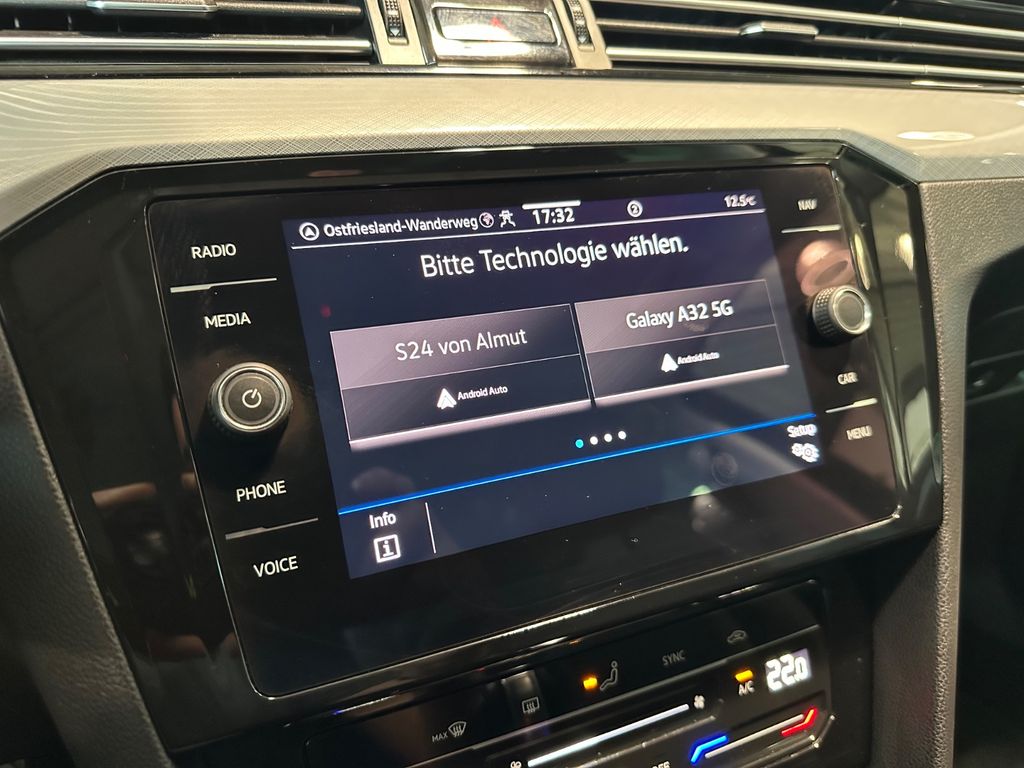 Ostfriesland-Wanderweg 17:32 2 12.5°C
Bitte Technologie wählen.
S24 von Almut
Android Auto
Galaxy A32 5G
Android Auto
Setup
Info
i
RADIO
MEDIA
PHONE
VOICE
NAV
CAR
MENU
MAX
SYNC
A/C
22.0